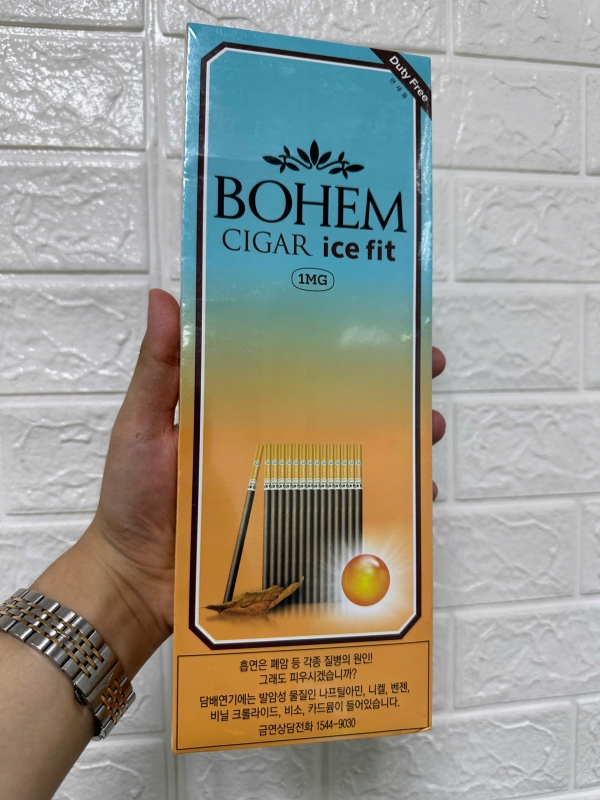 Duty Free
면세용
BOHEM
CIGAR ice fit
1MG
흡연은 폐암 등 각종 질병의 원인!
그래도 피우시겠습니까?
담배연기에는 발암성 물질인 나프틸아민, 니켈, 벤젠,
비닐 크롤라이드, 비소, 카드뮴이 들어있습니다.
금연상담전화 1544-9030